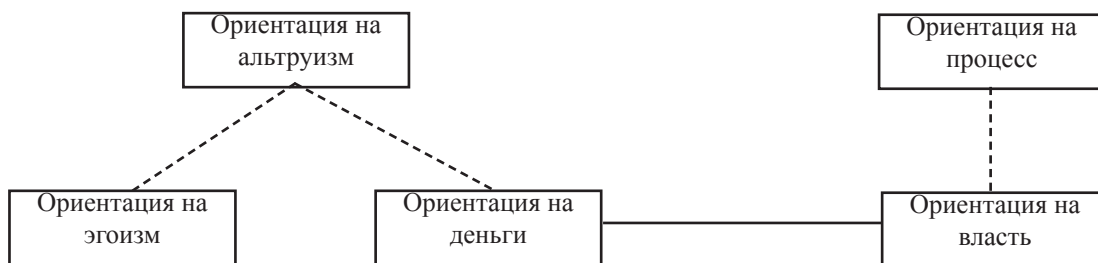 Ориентация на
альтруизм
Ориентация на
процесс
Ориентация на
эгоизм
Ориентация на
деньги
Ориентация на
власть